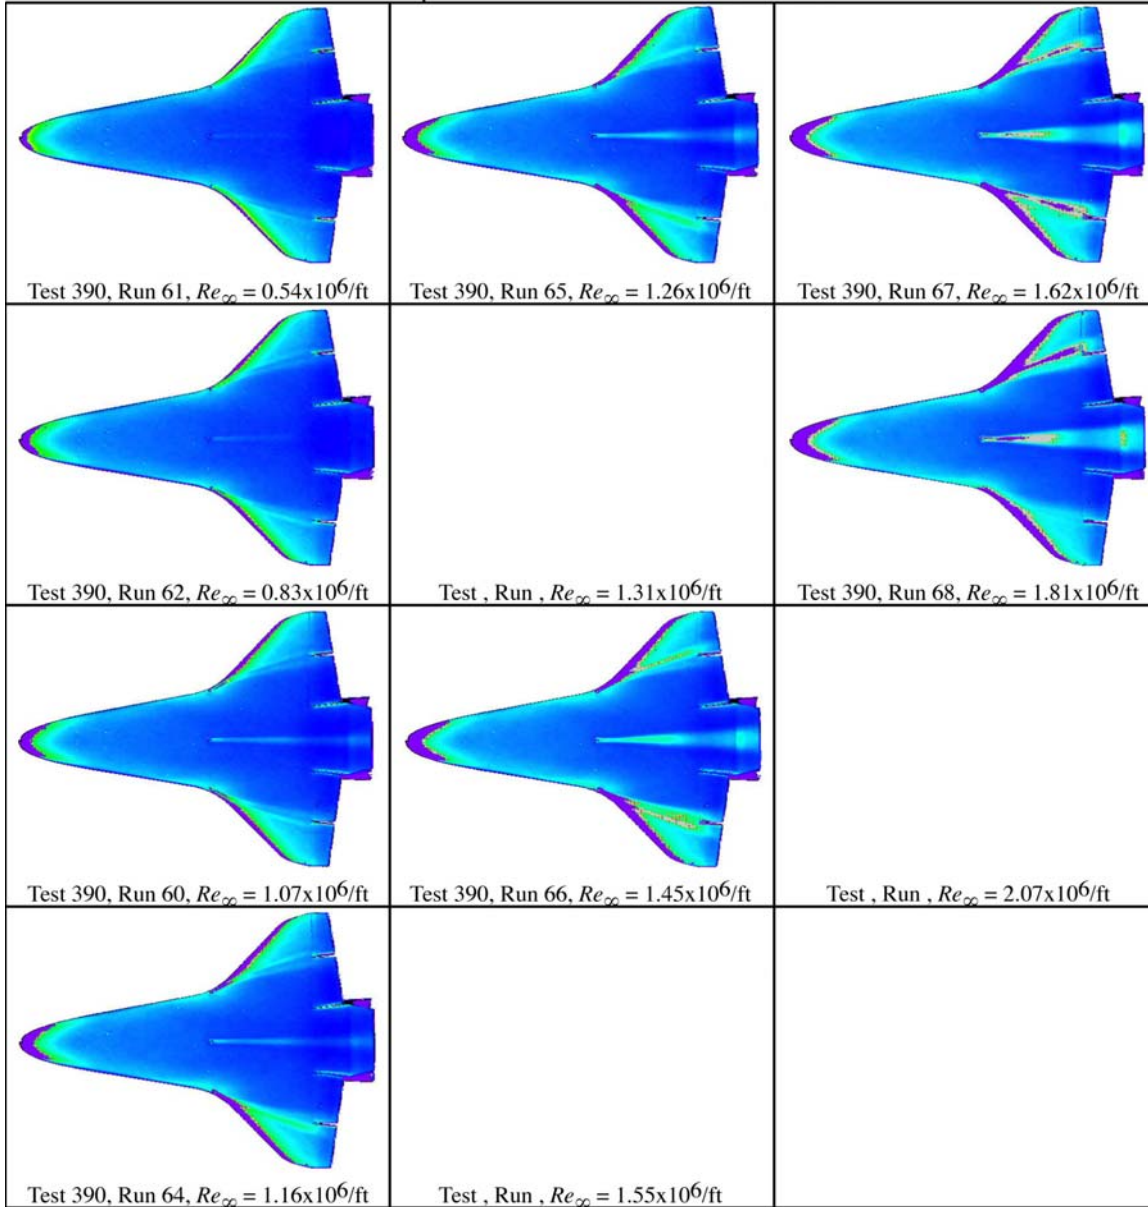 Test 390, Run 61, Re∞ = 0.54x10⁶/ft
Test 390, Run 65, Re∞ = 1.26x10⁶/ft
Test 390, Run 67, Re∞ = 1.62x10⁶/ft
Test 390, Run 62, Re∞ = 0.83x10⁶/ft
Test , Run , Re∞ = 1.31x10⁶/ft
Test 390, Run 68, Re∞ = 1.81x10⁶/ft
Test 390, Run 60, Re∞ = 1.07x10⁶/ft
Test 390, Run 66, Re∞ = 1.45x10⁶/ft
Test , Run , Re∞ = 2.07x10⁶/ft
Test 390, Run 64, Re∞ = 1.16x10⁶/ft
Test , Run , Re∞ = 1.55x10⁶/ft